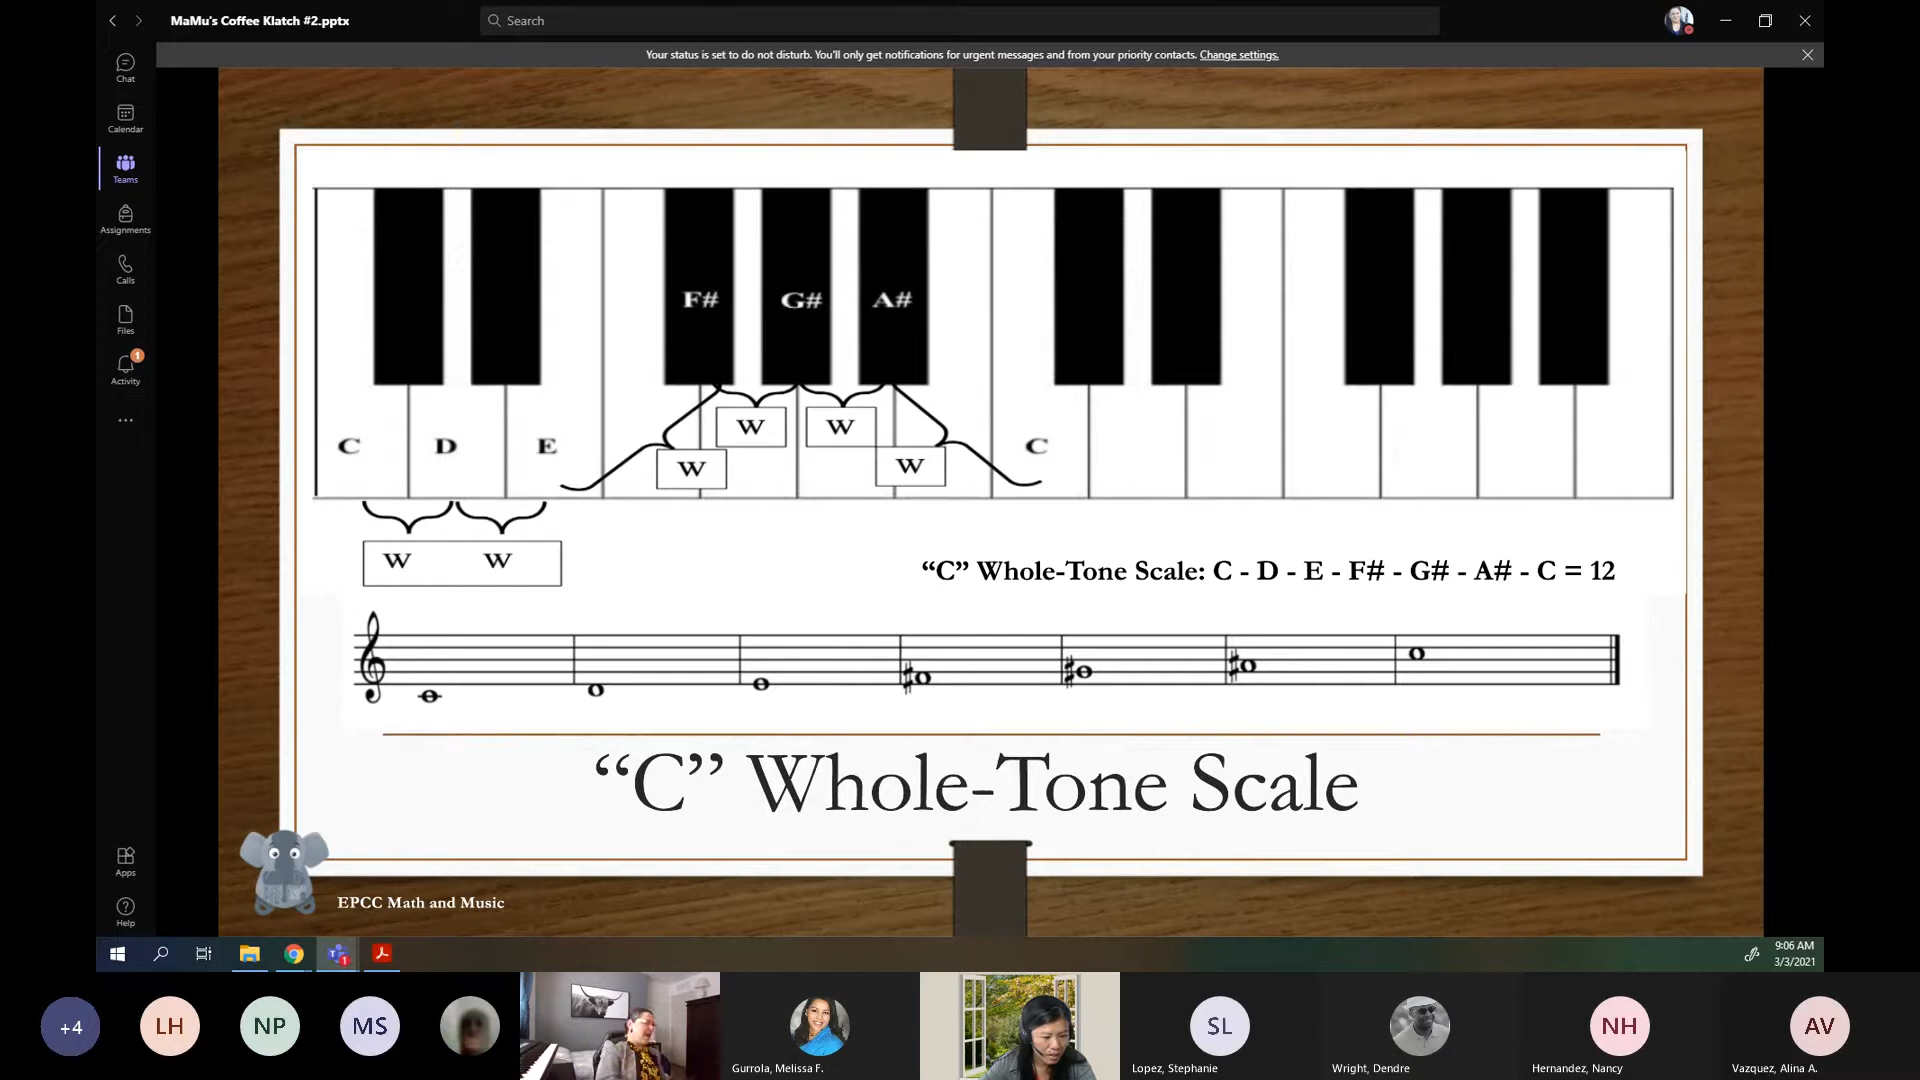 MaMu's Coffee Klatch #2.pptx
Search
Your status is set to do not disturb. You'll only get notifications for urgent messages and from your priority contacts. Change settings.
Chat
Calendar
Teams
Assignments
Calls
Files
1
Activity
Apps
Help
F# G# A#
C D E C
W W
W W
W W
"C" Whole-Tone Scale: C - D - E - F# - G# - A# - C = 12
"C" Whole-Tone Scale
EPCC Math and Music
1
9:06 AM
3/3/2021
+4 LH NP MS SL NH AV
Gurrola, Melissa F. Lopez, Stephanie Wright, Dendre Hernandez, Nancy Vazquez, Alina A.